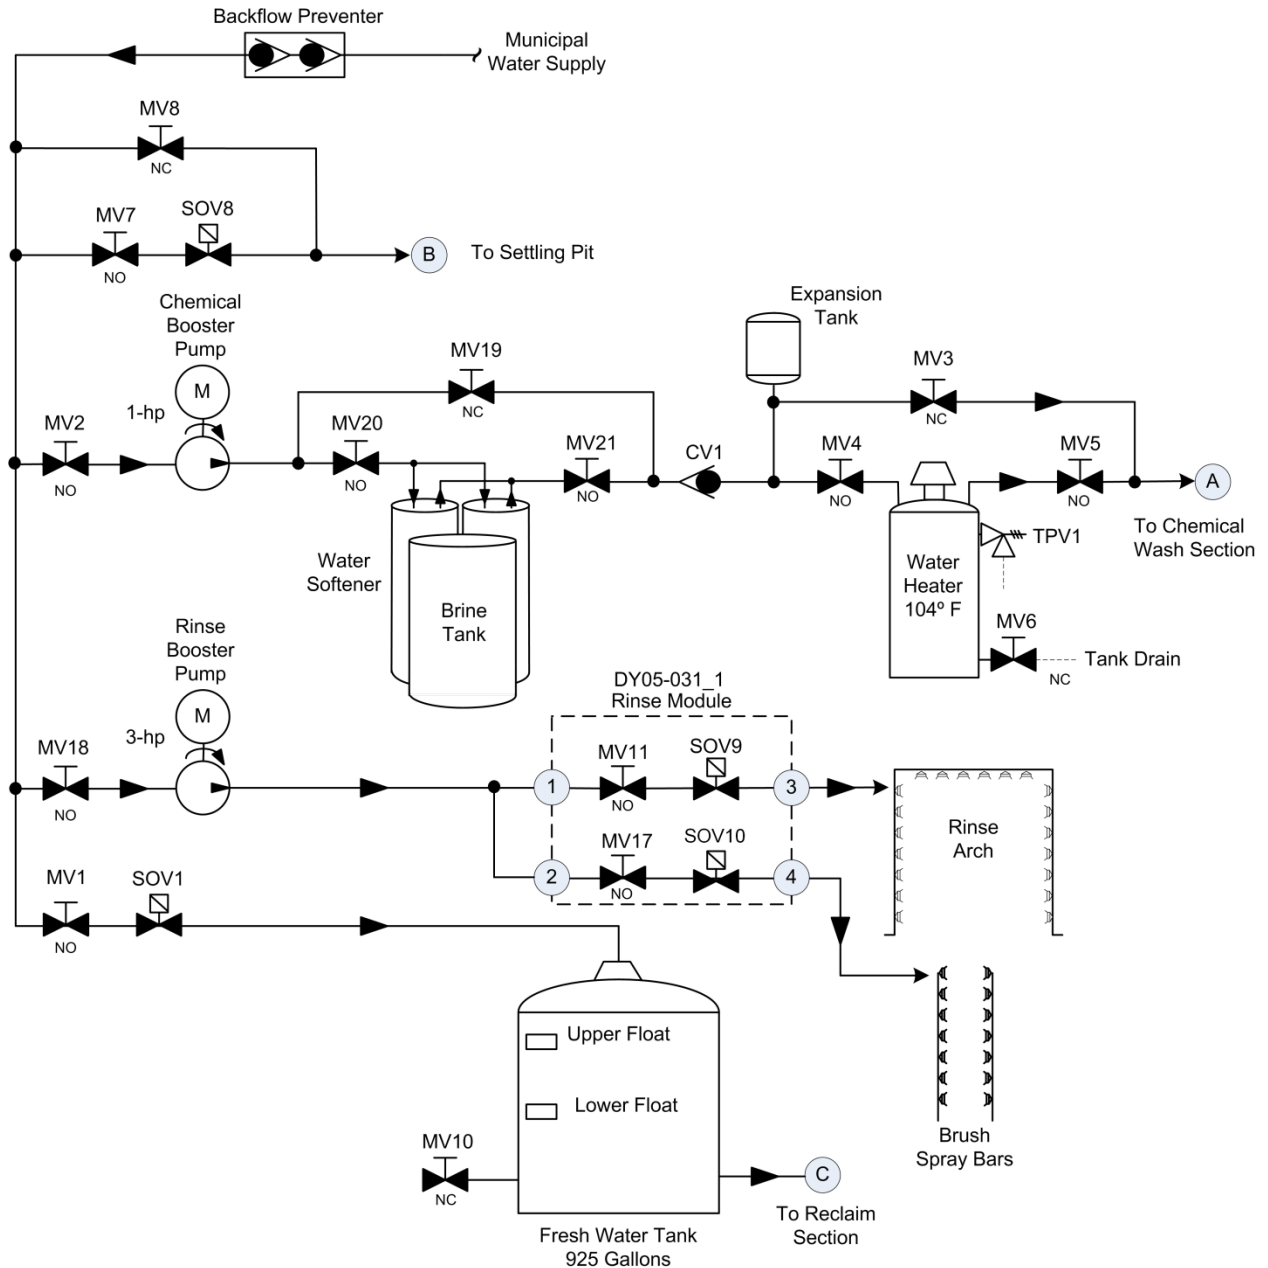 Backflow Preventer
Municipal
Water Supply
MV8
NC
MV7
NO
SOV8
B
To Settling Pit
Chemical
Booster
Pump
M
1-hp
MV2
NO
MV19
NC
MV20
NO
MV21
NO
CV1
Expansion
Tank
MV3
NC
MV4
NO
MV5
NO
A
To Chemical
Wash Section
Water
Softener
Brine
Tank
Water
Heater
104º F
TPV1
MV6
NC
Tank Drain
Rinse
Booster
Pump
M
3-hp
MV18
NO
DY05-031_1
Rinse Module
1
MV11
NO
SOV9
3
2
MV17
NO
SOV10
4
Rinse
Arch
MV1
NO
SOV1
Upper Float
Lower Float
MV10
NC
Fresh Water Tank
925 Gallons
C
To Reclaim
Section
Brush
Spray Bars